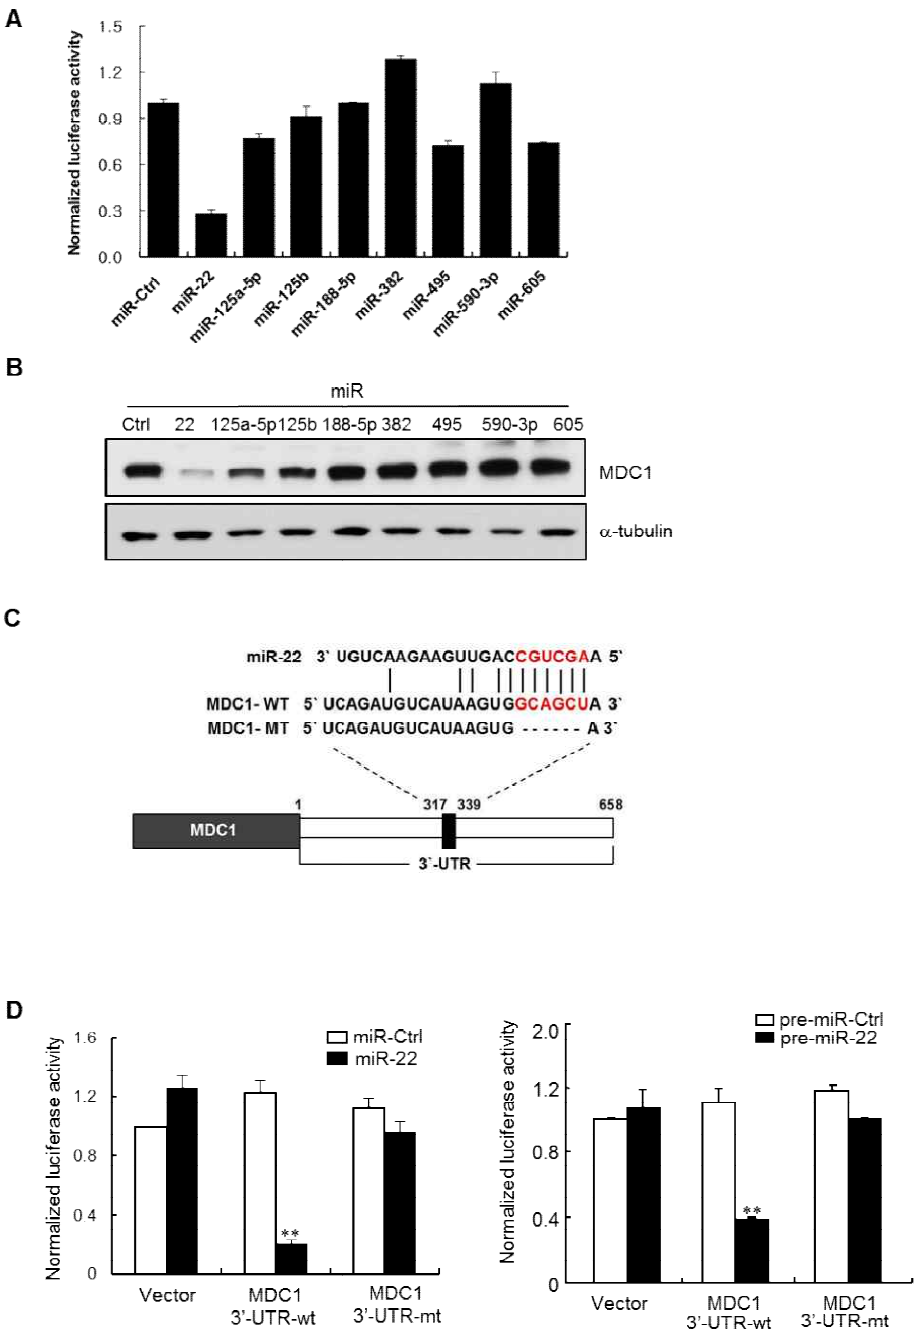 A
Normalized luciferase activity
1.5
1.2
0.9
0.6
0.3
0.0
miR-Ctrl
miR-22
miR-125a-5p
miR-125b
miR-188-5p
miR-382
miR-495
miR-590-3p
miR-605
B
miR
Ctrl 22 125a-5p 125b 188-5p 382 495 590-3p 605
MDC1
α-tubulin
C
miR-22 3` UGUCAAGAAGUUGACCGUCGAA 5`
MDC1- WT 5` UCAGAUGUCAUAAGUGGCAGCUA 3`
MDC1- MT 5` UCAGAUGUCAUAAGUG ------ A 3`
1 317 339 658
MDC1
3`-UTR
D
Normalized luciferase activity
1.6
1.2
0.8
0 4
0
miR-Ctrl
miR-22
**
Vector
MDC1
3’-UTR-wt
MDC1
3’-UTR-mt
Normalized luciferase activity
2.0
1.2
0.8
0.4
0
pre-miR-Ctrl
pre-miR-22
**
Vector
MDC1
3’-UTR-wt
MDC1
3’-UTR-mt